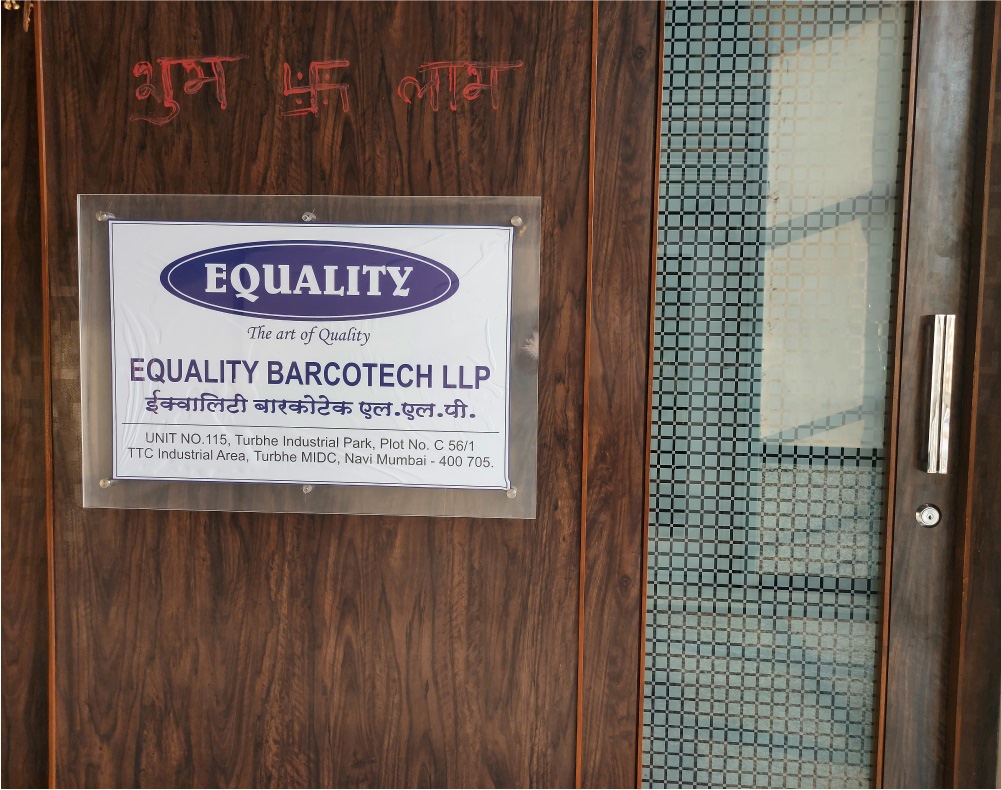 शुभ 卐 लाभ
EQUALITY
The art of Quality
EQUALITY BARCOTECH LLP
ईक्वालिटी बारकोटेक एल.एल.पी.
UNIT NO.115, Turbhe Industrial Park, Plot No. C 56/1
TTC Industrial Area, Turbhe MIDC, Navi Mumbai - 400 705.